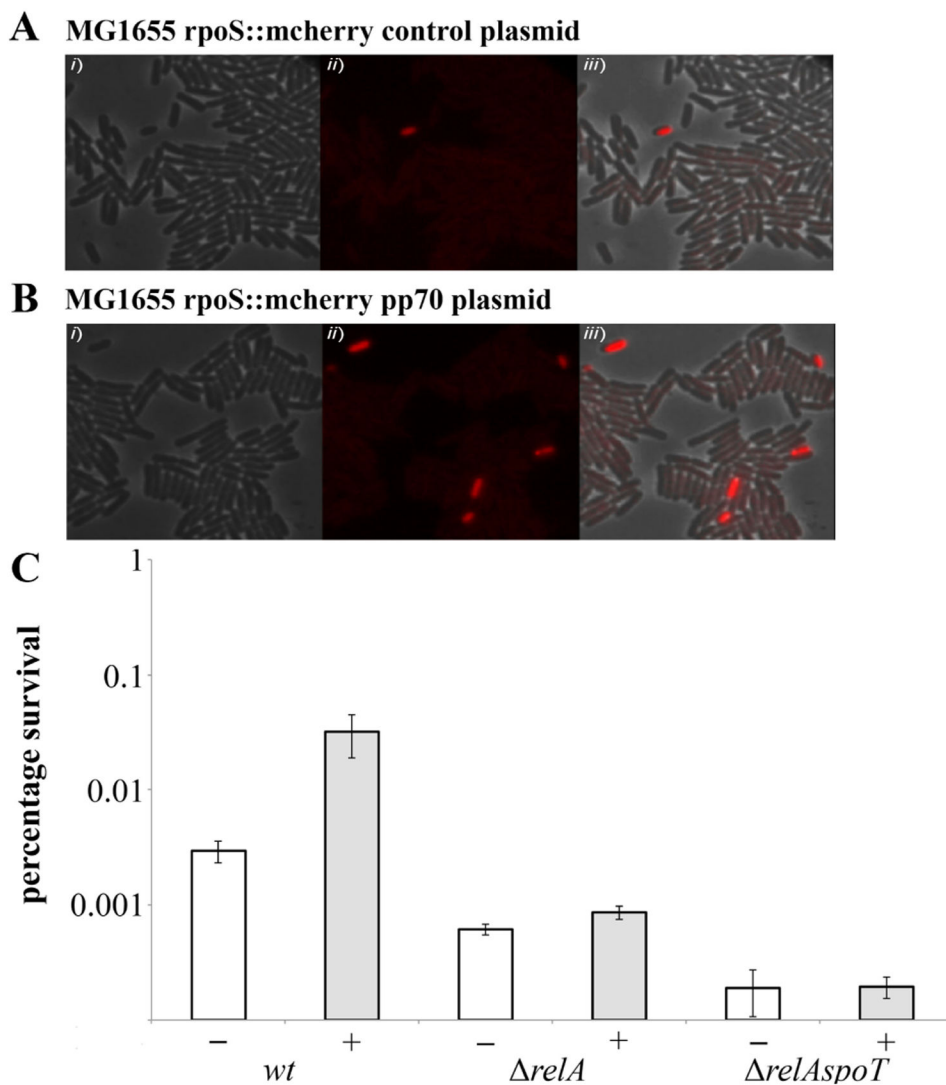 A MG1655 rpoS::mcherry control plasmid
i) ii) iii)
B MG1655 rpoS::mcherry pp70 plasmid
i) ii) iii)
C
percentage survival
1
0.1
0.01
0.001
− + − + − +
wt ΔrelA ΔrelAspoT